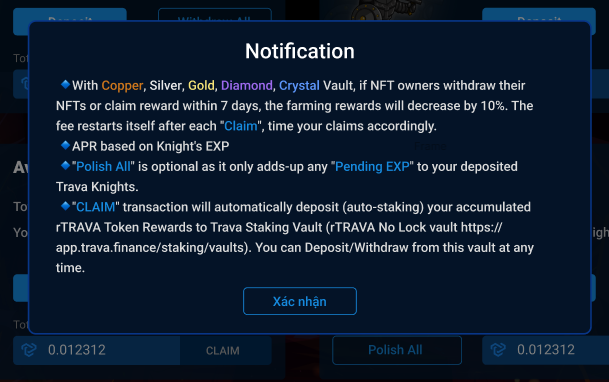 Deposit
Withdraw All
Deposit
Tot
Notification
With Copper, Silver, Gold, Diamond, Crystal Vault, if NFT owners withdraw their
NFTs or claim reward within 7 days, the farming rewards will decrease by 10%. The
fee restarts itself after each "Claim", time your claims accordingly.
APR based on Knight's EXP
"Polish All" is optional as it only adds-up any "Pending EXP" to your deposited
Trava Knights.
"CLAIM" transaction will automatically deposit (auto-staking) your accumulated
rTRAVA Token Rewards to Trava Staking Vault (rTRAVA No Lock vault https://
app.trava.finance/staking/vaults). You can Deposit/Withdraw from this vault at any
time.
Xác nhận
0.012312 CLAIM
Polish All
0.012312